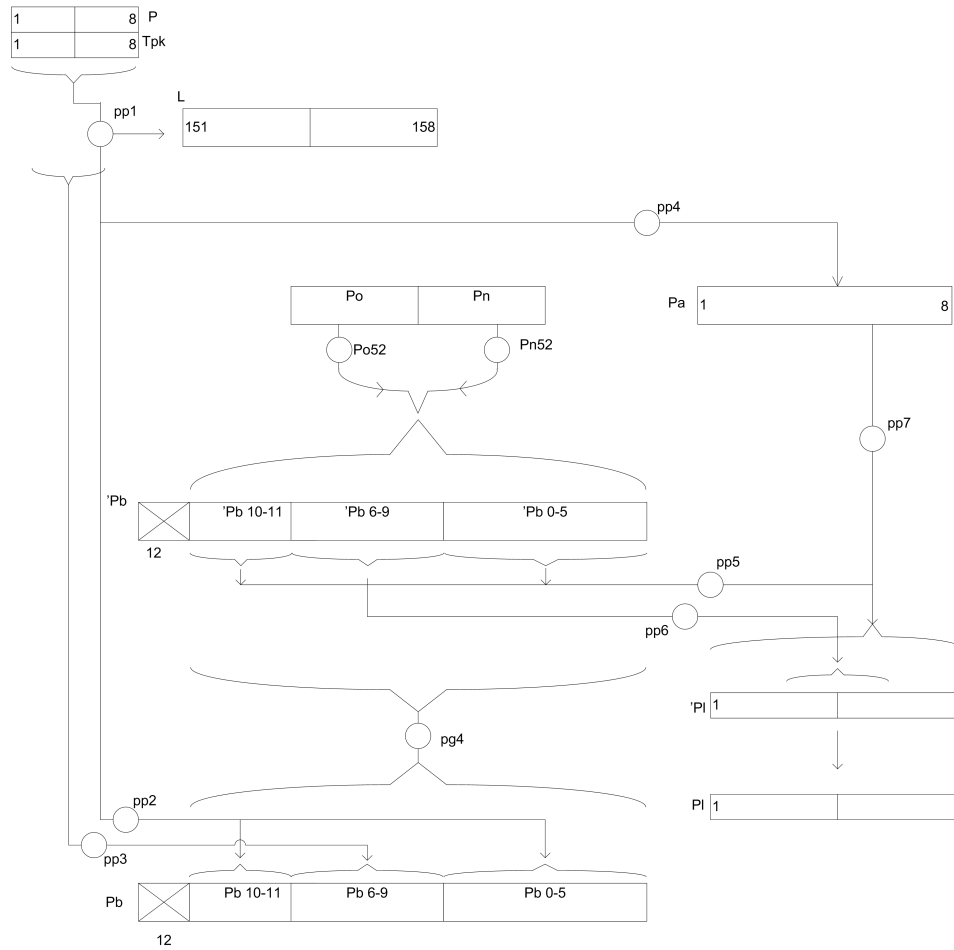 1 8 P
1 8 Tpk
pp1
L
151 158
pp4
Po Pn
Pa 1 8
Po52 Pn52
pp7
'Pb 'Pb 10-11 'Pb 6-9 'Pb 0-5
12
pp5
pp6
'Pl 1
pg4
Pl 1
pp2
pp3
Pb Pb 10-11 Pb 6-9 Pb 0-5
12